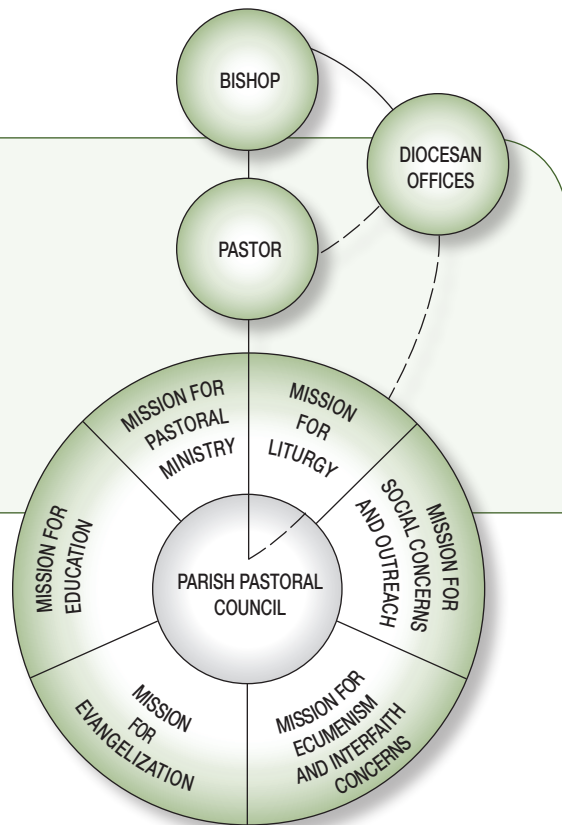 BISHOP
DIOCESAN
OFFICES
PASTOR
MISSION FOR
PASTORAL
MINISTRY
MISSION
FOR
LITURGY
MISSION FOR
SOCIAL CONCERNS
AND OUTREACH
MISSION FOR
EDUCATION
PARISH PASTORAL
COUNCIL
MISSION
FOR
EVANGELIZATION
MISSION FOR
ECUMENISM
AND INTERFAITH
CONCERNS